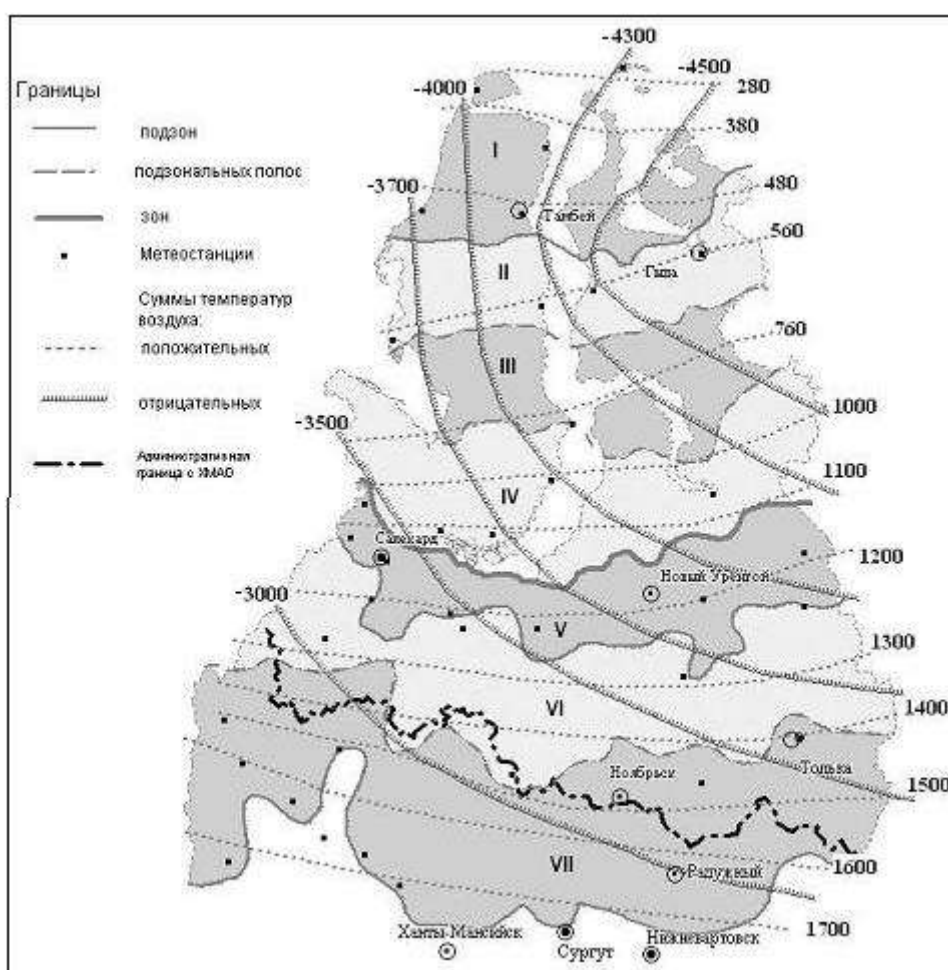 Границы
подзон
подзональных полос
зон
Метеостанции
Суммы температур
воздуха:
положительных
отрицательных
Административная
граница с ХМАО
-4300
-4500
-4000
280
380
I
-3700
480
Тамбей
560
Гыда
II
760
III
-3500
1000
1100
IV
Салехард
1200
Новый Уренгой
-3000
V
1300
VI
1400
Ноябрьск
Толька
1500
VII
Радужный
1600
1700
Ханты-Мансийск
Сургут
Нижневартовск